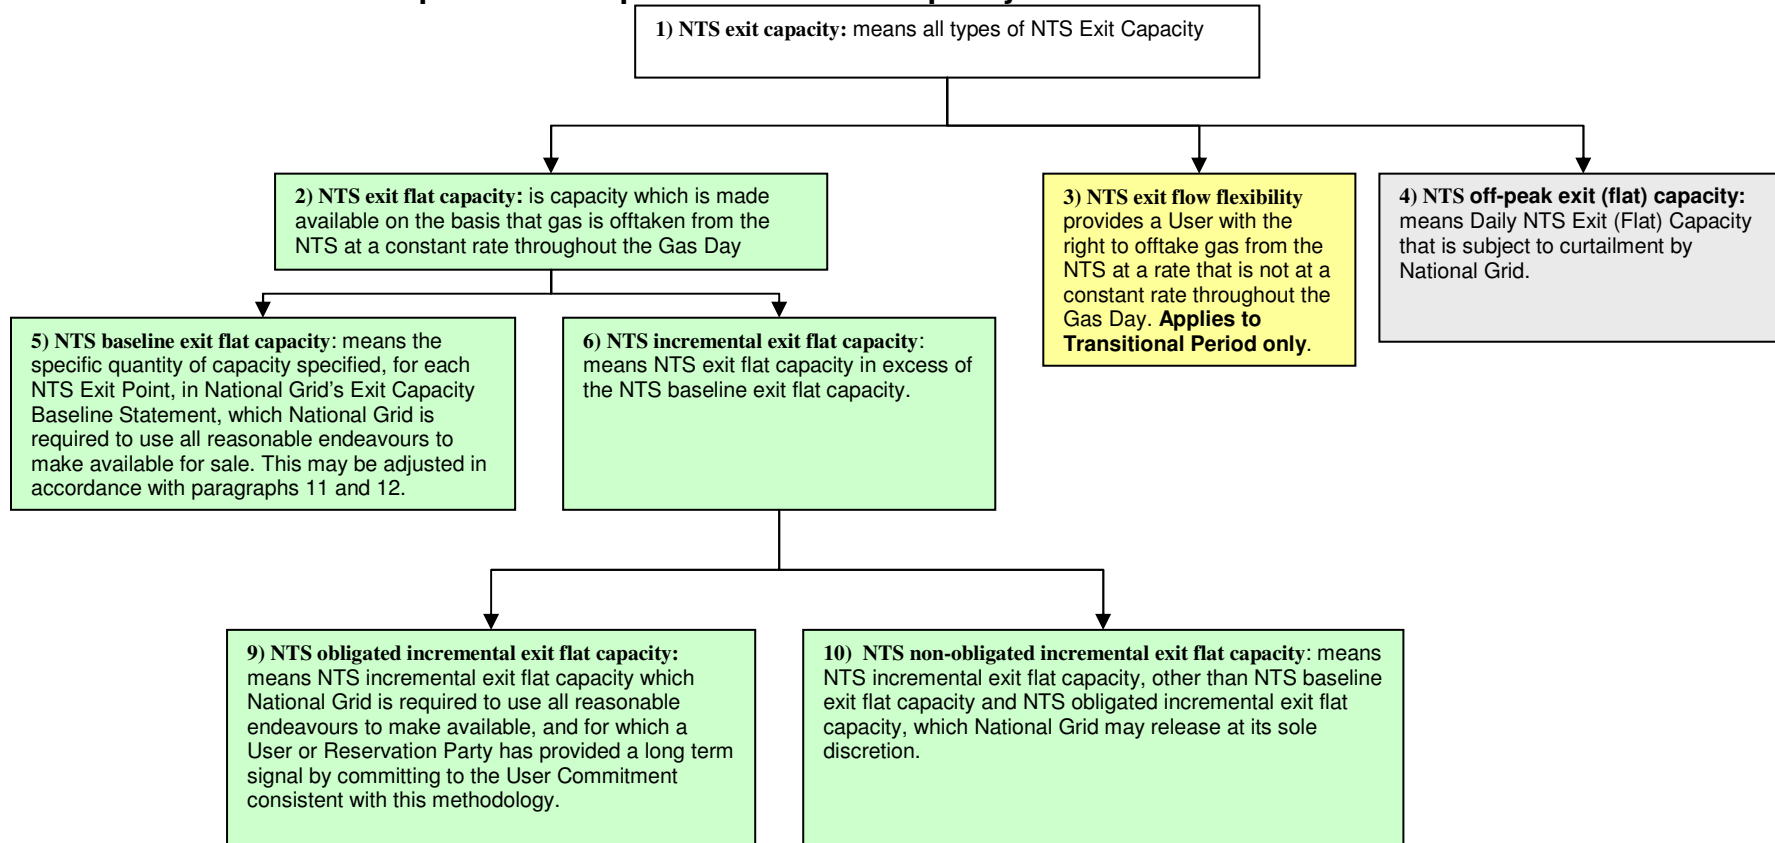 1) NTS exit capacity: means all types of NTS Exit Capacity
2) NTS exit flat capacity: is capacity which is made
available on the basis that gas is offtaken from the
NTS at a constant rate throughout the Gas Day
3) NTS exit flow flexibility
provides a User with the
right to offtake gas from the
NTS at a rate that is not at a
constant rate throughout the
Gas Day. Applies to
Transitional Period only.
4) NTS off-peak exit (flat) capacity:
means Daily NTS Exit (Flat) Capacity
that is subject to curtailment by
National Grid.
5) NTS baseline exit flat capacity: means the
specific quantity of capacity specified, for each
NTS Exit Point, in National Grid's Exit Capacity
Baseline Statement, which National Grid is
required to use all reasonable endeavours to
make available for sale. This may be adjusted in
accordance with paragraphs 11 and 12.
6) NTS incremental exit flat capacity:
means NTS exit flat capacity in excess of
the NTS baseline exit flat capacity.
9) NTS obligated incremental exit flat capacity:
means NTS incremental exit flat capacity which
National Grid is required to use all reasonable
endeavours to make available, and for which a
User or Reservation Party has provided a long term
signal by committing to the User Commitment
consistent with this methodology.
10) NTS non-obligated incremental exit flat capacity: means
NTS incremental exit flat capacity, other than NTS baseline
exit flat capacity and NTS obligated incremental exit flat
capacity, which National Grid may release at its sole
discretion.